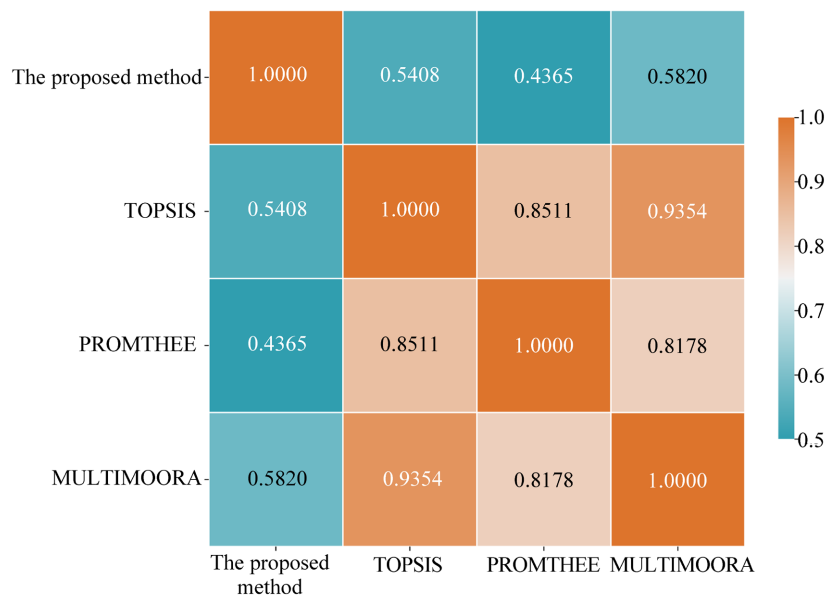 The proposed method 1.0000 0.5408 0.4365 0.5820
TOPSIS 0.5408 1.0000 0.8511 0.9354
PROMTHEE 0.4365 0.8511 1.0000 0.8178
MULTIMOORA 0.5820 0.9354 0.8178 1.0000
The proposed
method
TOPSIS
PROMTHEE
MULTIMOORA
1.0
0.9
0.8
0.7
0.6
0.5